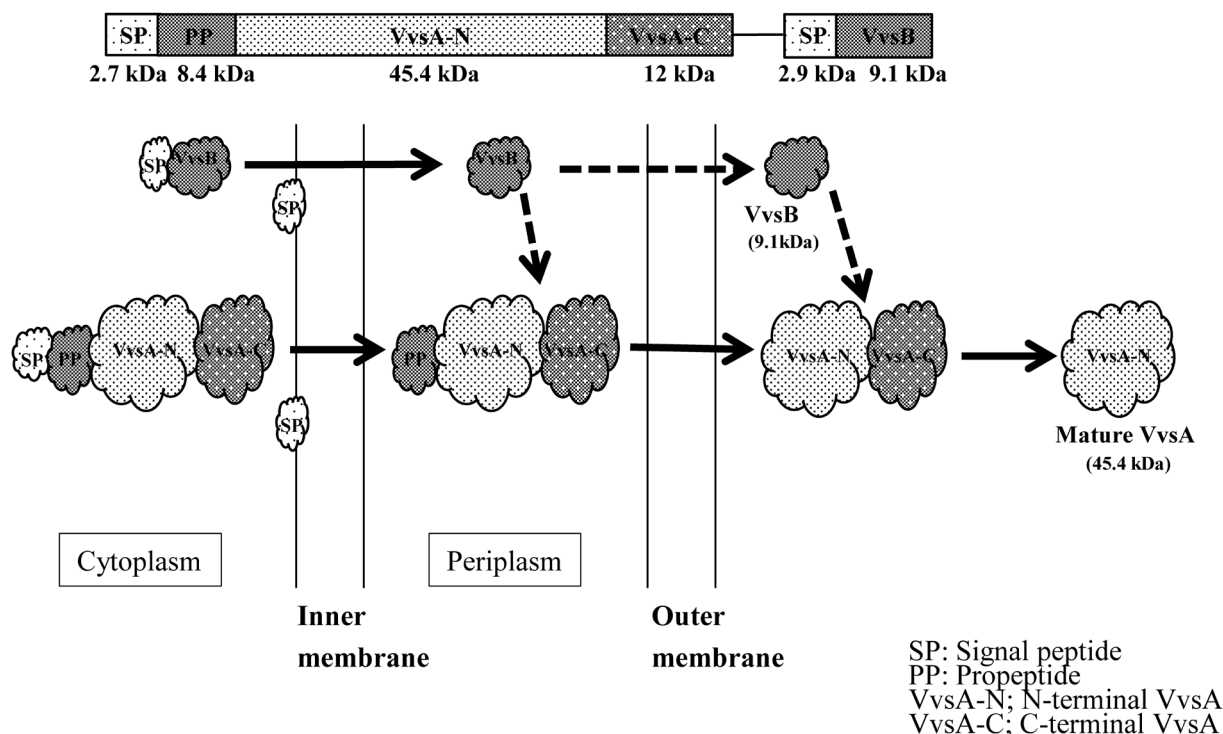 SP PP VvsA-N VvsA-C SP VvsB
2.7 kDa 8.4 kDa 45.4 kDa 12 kDa 2.9 kDa 9.1 kDa
SP VvsB
VvsB
SP
VvsB
(9.1kDa)
SP PP VvsA-N VvsA-C
PP VvsA-N VvsA-C
VvsA-N VvsA-C
VvsA-N
SP
Mature VvsA
(45.4 kDa)
Cytoplasm
Periplasm
Inner
membrane
Outer
membrane
SP: Signal peptide
PP: Propeptide
VvsA-N; N-terminal VvsA
VvsA-C; C-terminal VvsA